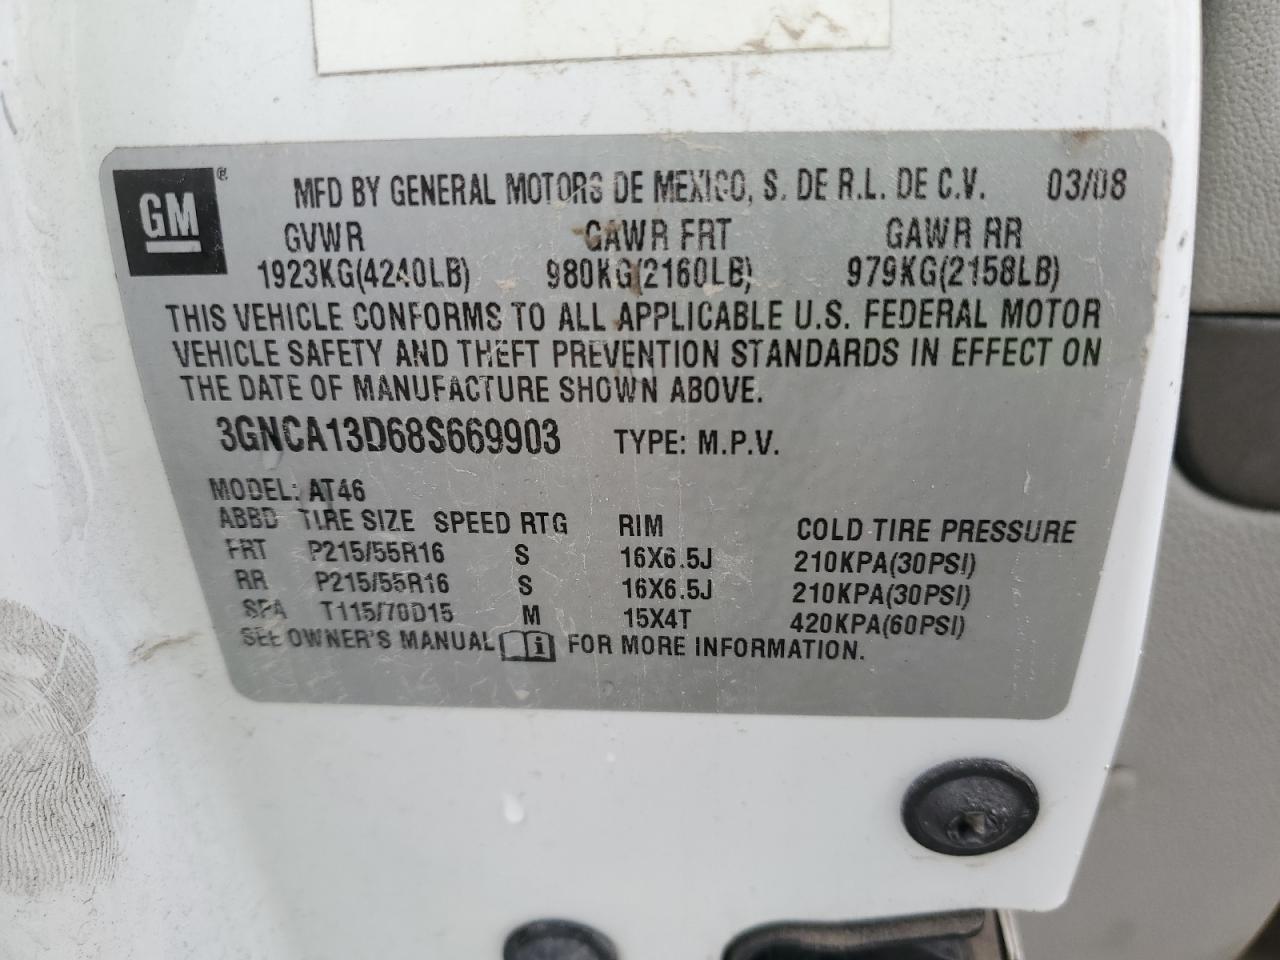 GM®
MFD BY GENERAL MOTORS DE MEXICO, S. DE R.L. DE C.V. 03/08
GVWR GAWR FRT GAWR RR
1923KG(4240LB) 980KG(2160LB) 979KG(2158LB)
THIS VEHICLE CONFORMS TO ALL APPLICABLE U.S. FEDERAL MOTOR
VEHICLE SAFETY AND THEFT PREVENTION STANDARDS IN EFFECT ON
THE DATE OF MANUFACTURE SHOWN ABOVE.
3GNCA13D68S669903 TYPE: M.P.V.
MODEL: AT46
ABBD TIRE SIZE SPEED RTG RIM COLD TIRE PRESSURE
FRT P215/55R16 S 16X6.5J 210KPA(30PSI)
RR P215/55R16 S 16X6.5J 210KPA(30PSI)
SPA T115/70D15 M 15X4T 420KPA(60PSI)
SEE OWNER'S MANUAL i FOR MORE INFORMATION.